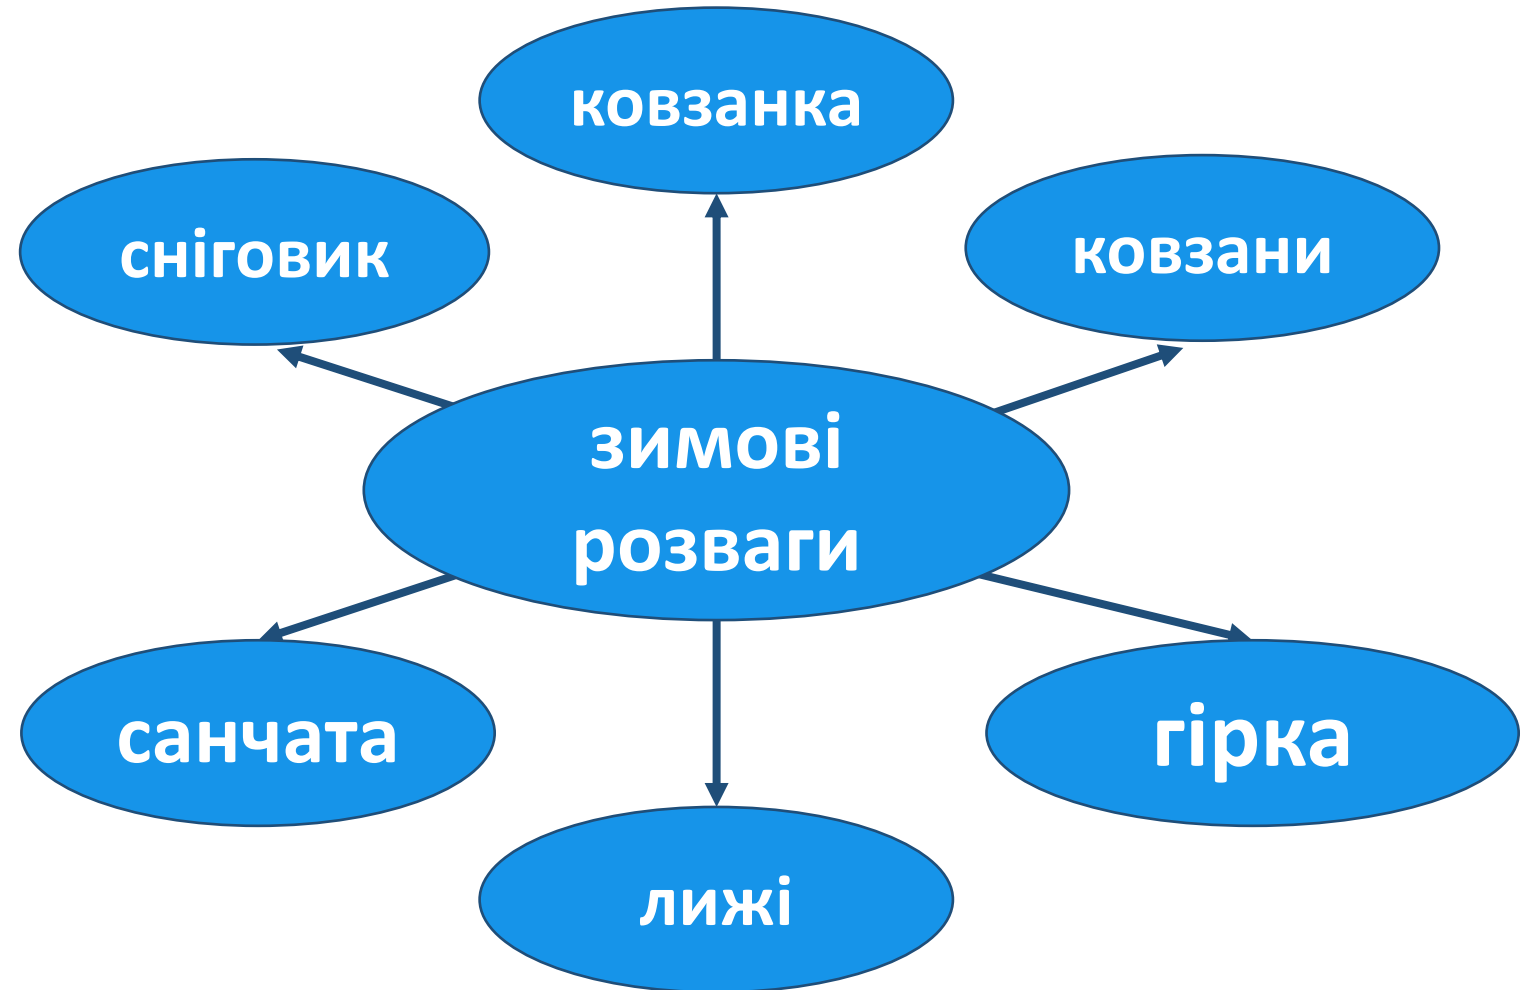 ковзанка
сніговик
ковзани
зимові
розваги
санчата
гірка
лижі